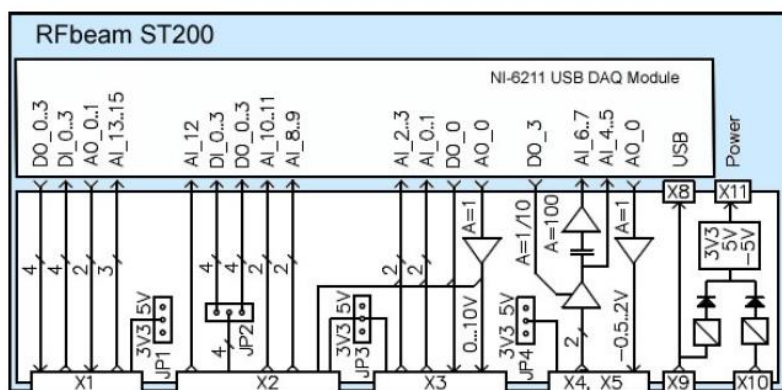 RFbeam ST200
NI-6211 USB DAQ Module
DO_0..3
DI_0..3
AO_0..1
AI_13..15
AI_12
DI_0..3
DO_0..3
AI_10..11
AI_8..9
AI_2..3
AI_0..1
DO_0
AO_0
DO_3
AI_6..7
AI_4..5
AO_0
USB
Power
X8
X11
4
4
2
3
4
4
2
2
2
2
A=1
A=1/10
A=100
A=1
3V3
5V
-5V
3V3 5V
JP1
JP2
4
3V3 5V
JP3
0...10V
3V3 5V
JP4
2
-0.5..2V
X1
X2
X3
X4, X5
X9
X10